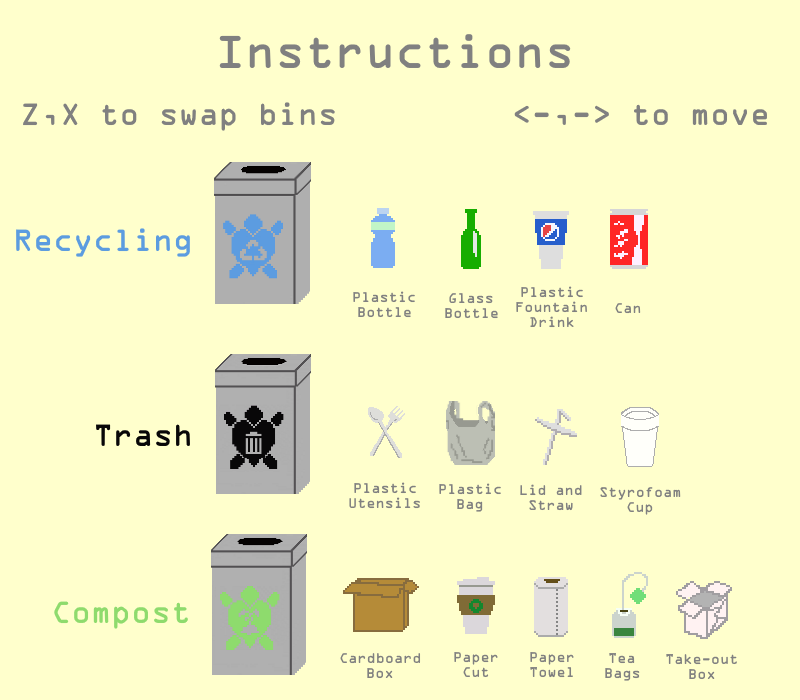 Instructions
Z,X to swap bins
<-,-> to move
Recycling
Plastic
Bottle
Glass
Bottle
Plastic
Fountain
Drink
Can
Trash
Plastic
Utensils
Plastic
Bag
Lid and
Straw
Styrofoam
Cup
Compost
Cardboard
Box
Paper
Cut
Paper
Towel
Tea
Bags
Take-out
Box